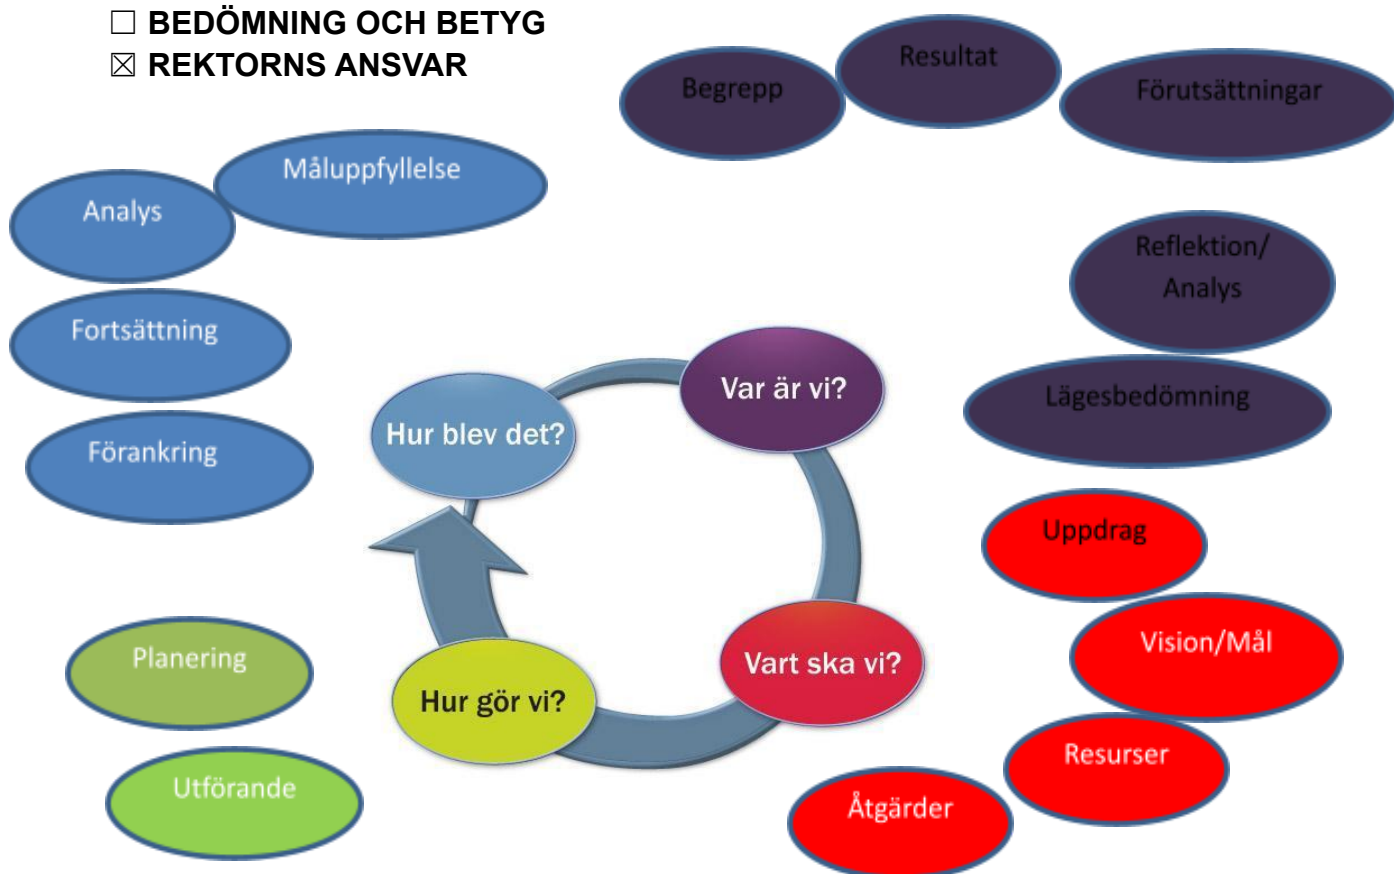 ☐ BEDÖMNING OCH BETYG
☒ REKTORNS ANSVAR
Begrepp
Resultat
Förutsättningar
Måluppfyllelse
Analys
Reflektion/
Analys
Fortsättning
Lägesbedömning
Förankring
Var är vi?
Hur blev det?
Uppdrag
Vision/Mål
Planering
Vart ska vi?
Hur gör vi?
Resurser
Utförande
Åtgärder